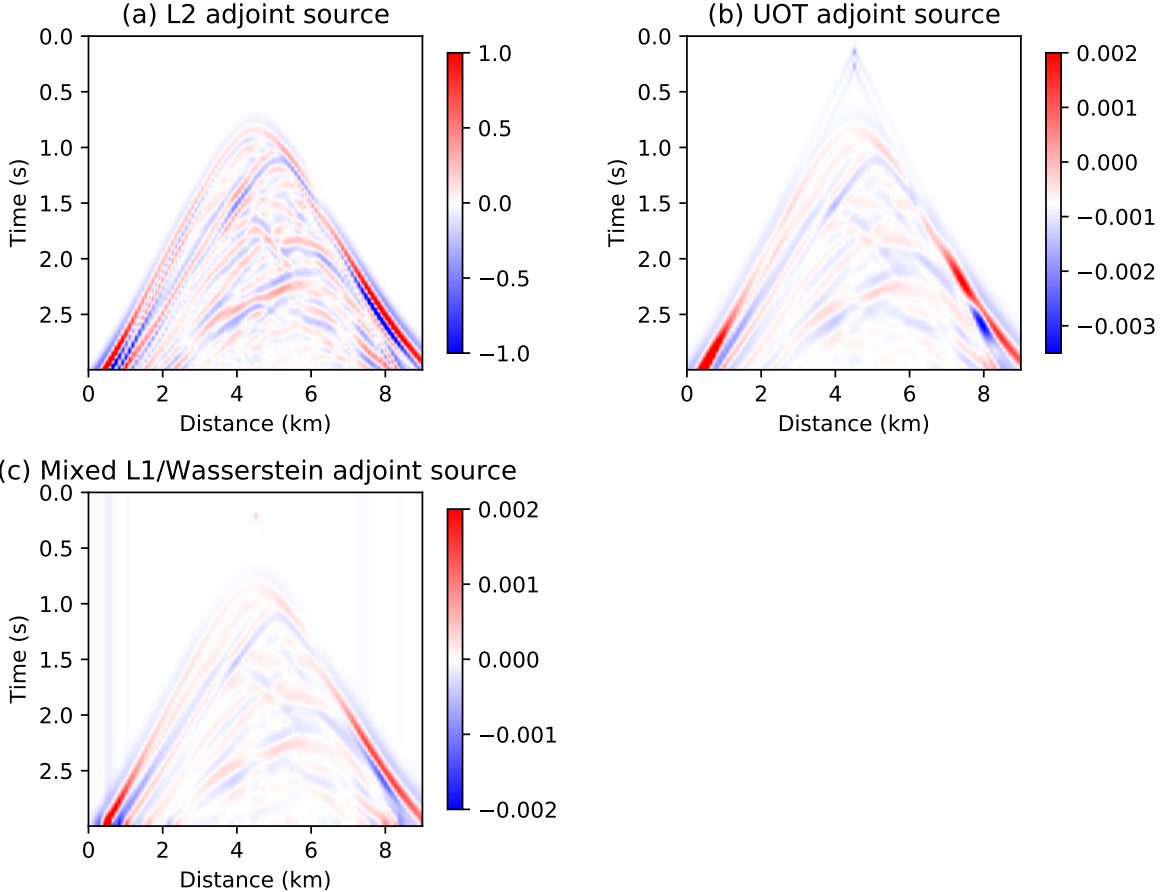 (a) L2 adjoint source
0.0
0.5
1.0
1.5
2.0
2.5
Time (s)
0 2 4 6 8
Distance (km)
1.0
0.5
0.0
−0.5
−1.0
(b) UOT adjoint source
0.0
0.5
1.0
1.5
2.0
2.5
Time (s)
0 2 4 6 8
Distance (km)
0.002
0.001
0.000
−0.001
−0.002
−0.003
(c) Mixed L1/Wasserstein adjoint source
0.0
0.5
1.0
1.5
2.0
2.5
Time (s)
0 2 4 6 8
Distance (km)
0.002
0.001
0.000
−0.001
−0.002